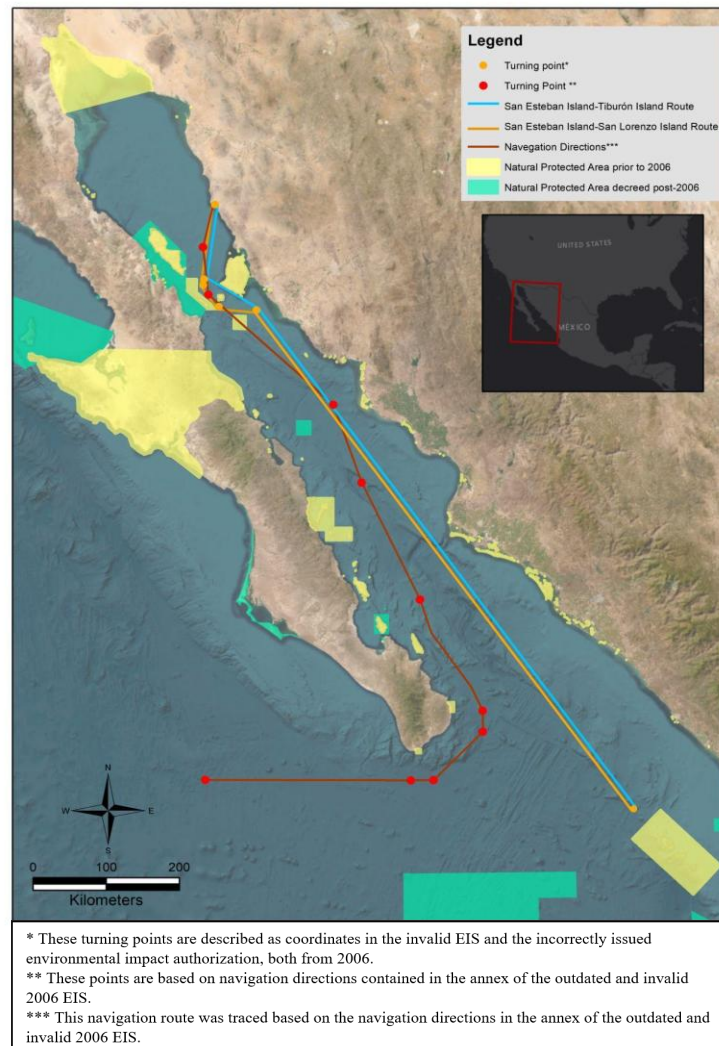 Legend
Turning point*
Turning Point **
San Esteban Island-Tiburón Island Route
San Esteban Island-San Lorenzo Island Route
Navegation Directions***
Natural Protected Area prior to 2006
Natural Protected Area decreed post-2006
UNITED STATES
MÉXICO
N
W E
S
0 100 200
Kilometers
* These turning points are described as coordinates in the invalid EIS and the incorrectly issued
environmental impact authorization, both from 2006.
** These points are based on navigation directions contained in the annex of the outdated and invalid
2006 EIS.
*** This navigation route was traced based on the navigation directions in the annex of the outdated and
invalid 2006 EIS.